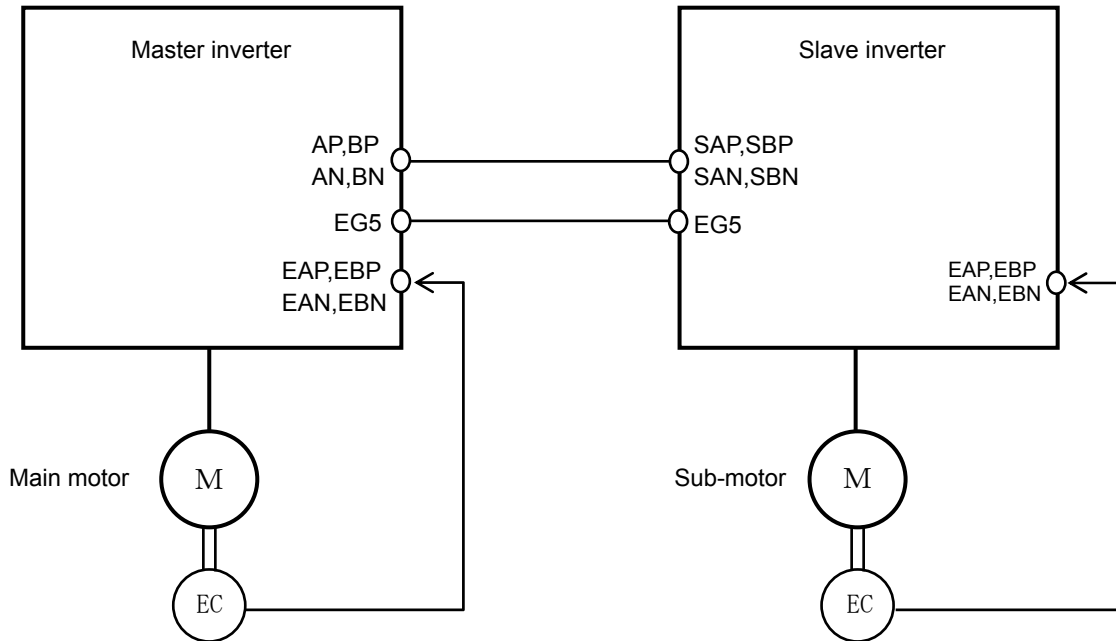 Master inverter
Slave inverter
AP,BP
AN,BN
SAP,SBP
SAN,SBN
EG5
EG5
EAP,EBP
EAN,EBN
EAP,EBP
EAN,EBN
Main motor
M
Sub-motor
M
EC
EC